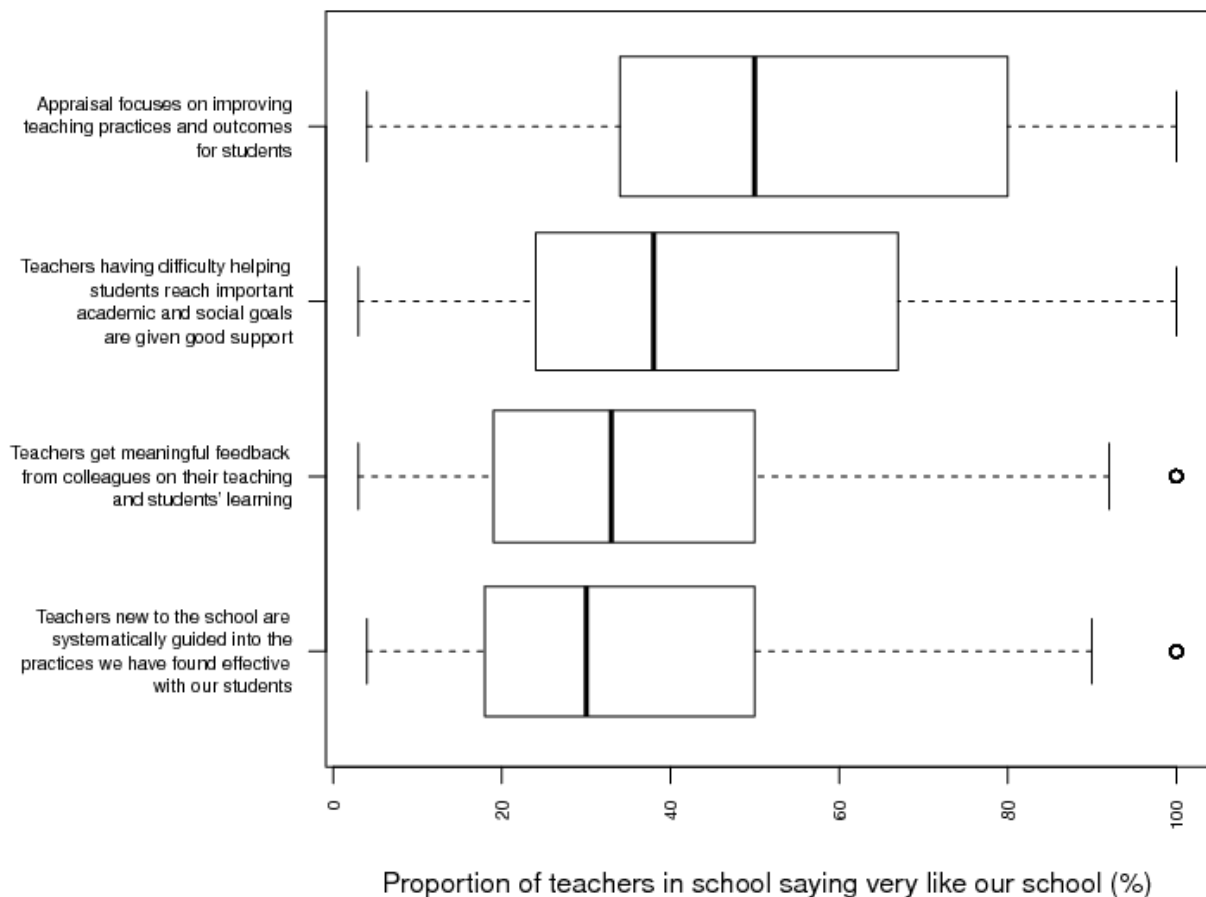 Appraisal focuses on improving
teaching practices and outcomes
for students
Teachers having difficulty helping
students reach important
academic and social goals
are given good support
Teachers get meaningful feedback
from colleagues on their teaching
and students' learning
Teachers new to the school are
systematically guided into the
practices we have found effective
with our students
0
20
40
60
80
100
Proportion of teachers in school saying very like our school (%)